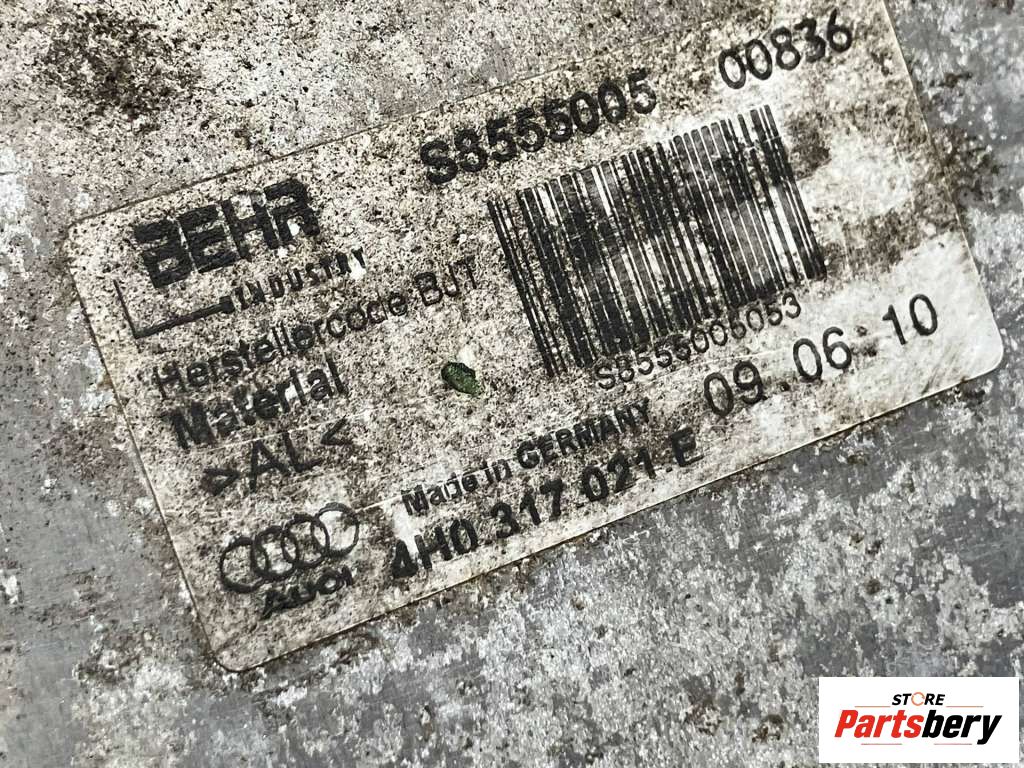 S8555005 00836
BEHR
INDUSTRY
Herstellercode BJT
S8555005053
Material
09.06.10
>AL<
Made in GERMANY
4H0.317.021.E
AUDI
STORE
Partsbery